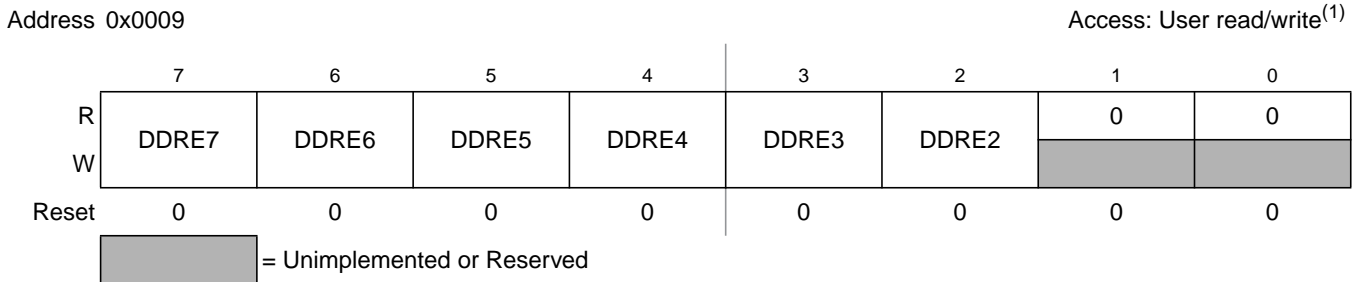 Address 0x0009 Access: User read/write(1)
7 6 5 4 3 2 1 0
R DDRE7 DDRE6 DDRE5 DDRE4 DDRE3 DDRE2 0 0
W
Reset 0 0 0 0 0 0 0 0
= Unimplemented or Reserved